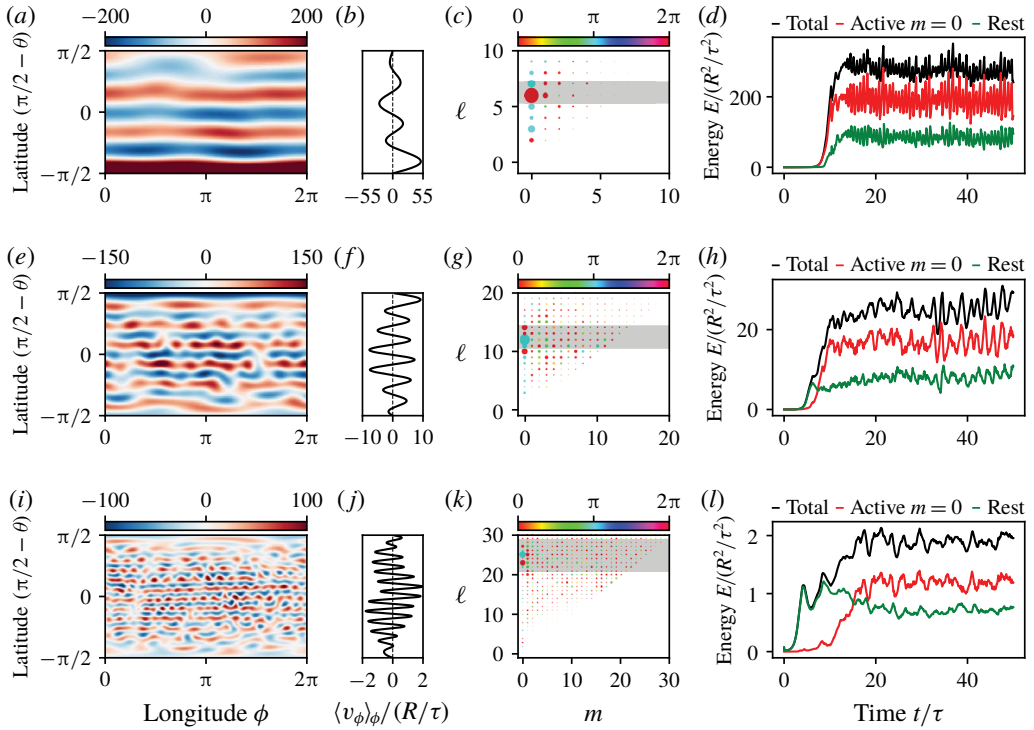 (a) −200 0 200 (b) (c) 0 π 2π (d) − Total − Active m = 0 − Rest
Latitude (π/2 − θ)
π/2
0
−π/2
0 π 2π
−55 0 55
ℓ
10
5
0
0 5 10
Energy E/(R²/τ²)
200
0
0 20 40
(e) −150 0 150 (f) (g) 0 π 2π (h) − Total − Active m = 0 − Rest
Latitude (π/2 − θ)
π/2
0
−π/2
0 π 2π
−10 0 10
ℓ
20
10
0
0 10 20
Energy E/(R²/τ²)
20
0
0 20 40
(i) −100 0 100 (j) (k) 0 π 2π (l) − Total − Active m = 0 − Rest
Latitude (π/2 − θ)
π/2
0
−π/2
0 π 2π
−2 0 2
ℓ
30
20
10
0
0 10 20 30
Energy E/(R²/τ²)
2
1
0
0 20 40
Longitude ϕ ⟨vϕ⟩ϕ/(R/τ) m Time t/τ